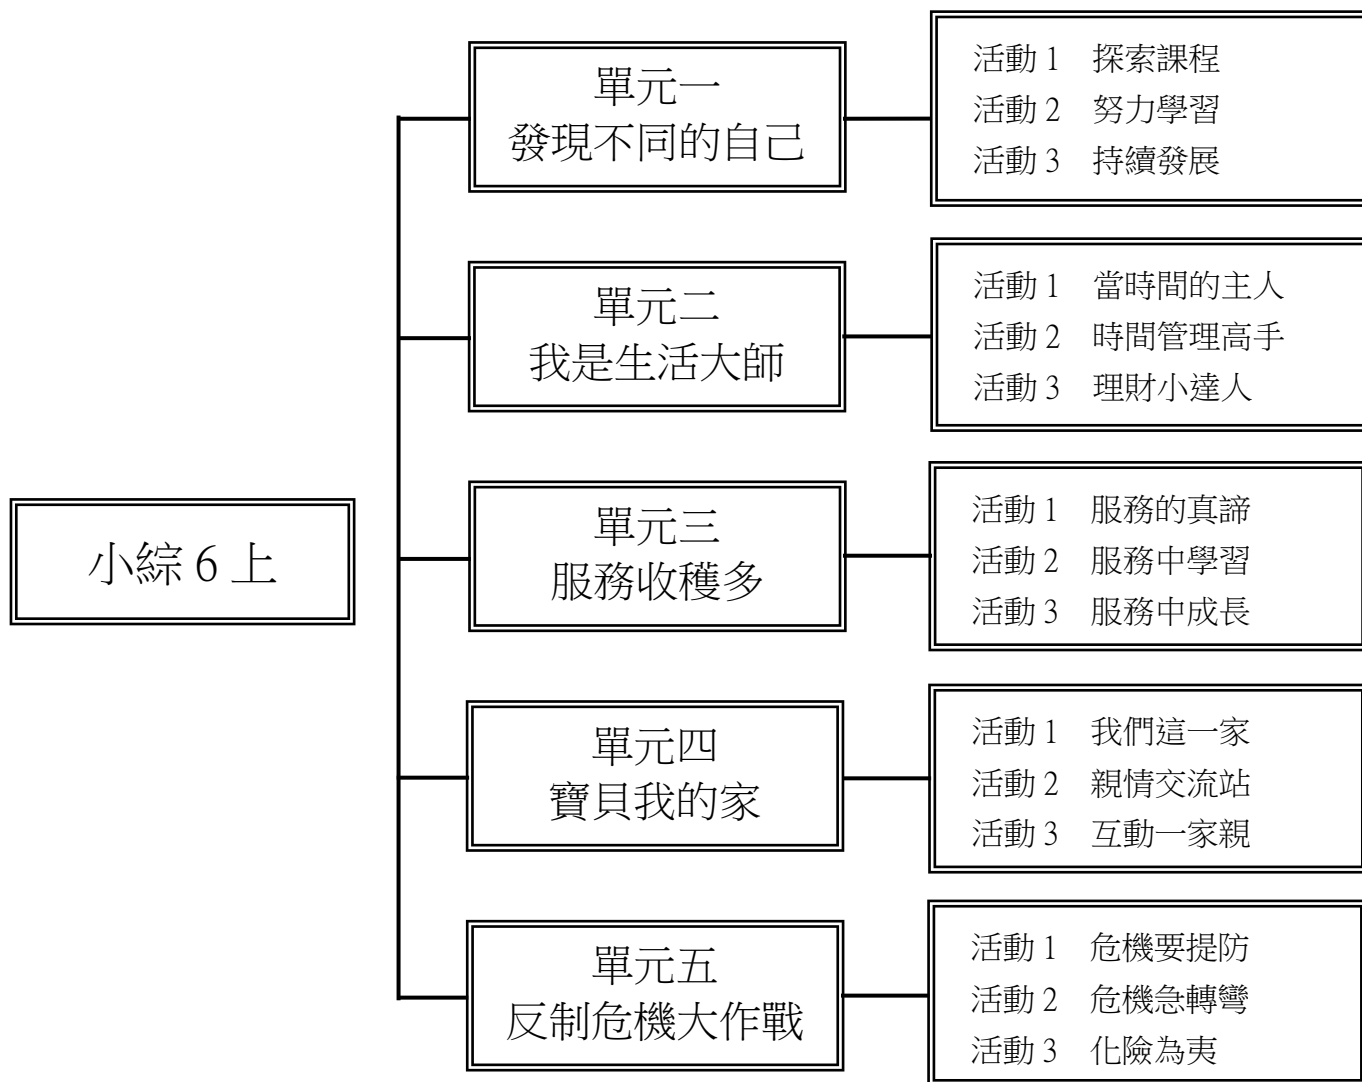 小綜 6 上
單元一
發現不同的自己
活動 1 探索課程
活動 2 努力學習
活動 3 持續發展
單元二
我是生活大師
活動 1 當時間的主人
活動 2 時間管理高手
活動 3 理財小達人
單元三
服務收穫多
活動 1 服務的真諦
活動 2 服務中學習
活動 3 服務中成長
單元四
寶貝我的家
活動 1 我們這一家
活動 2 親情交流站
活動 3 互動一家親
單元五
反制危機大作戰
活動 1 危機要提防
活動 2 危機急轉彎
活動 3 化險為夷